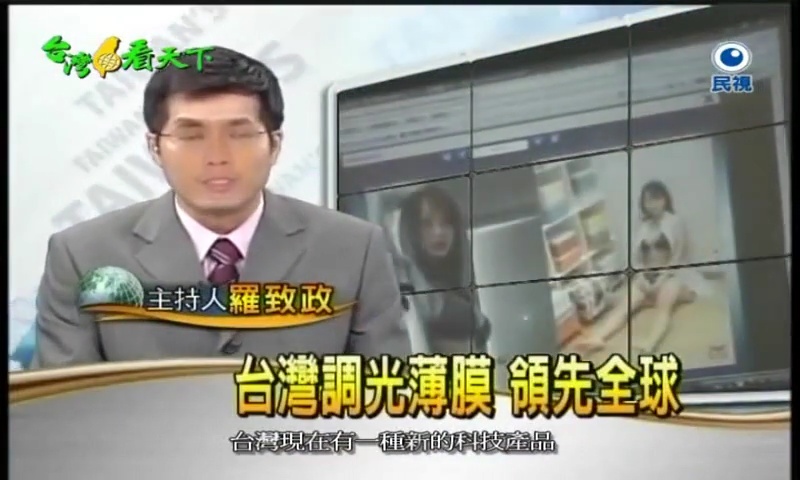 台灣看天下
民視
TAIWAN'S
主持人羅致政
台灣調光薄膜 領先全球
台灣現在有一種新的科技產品